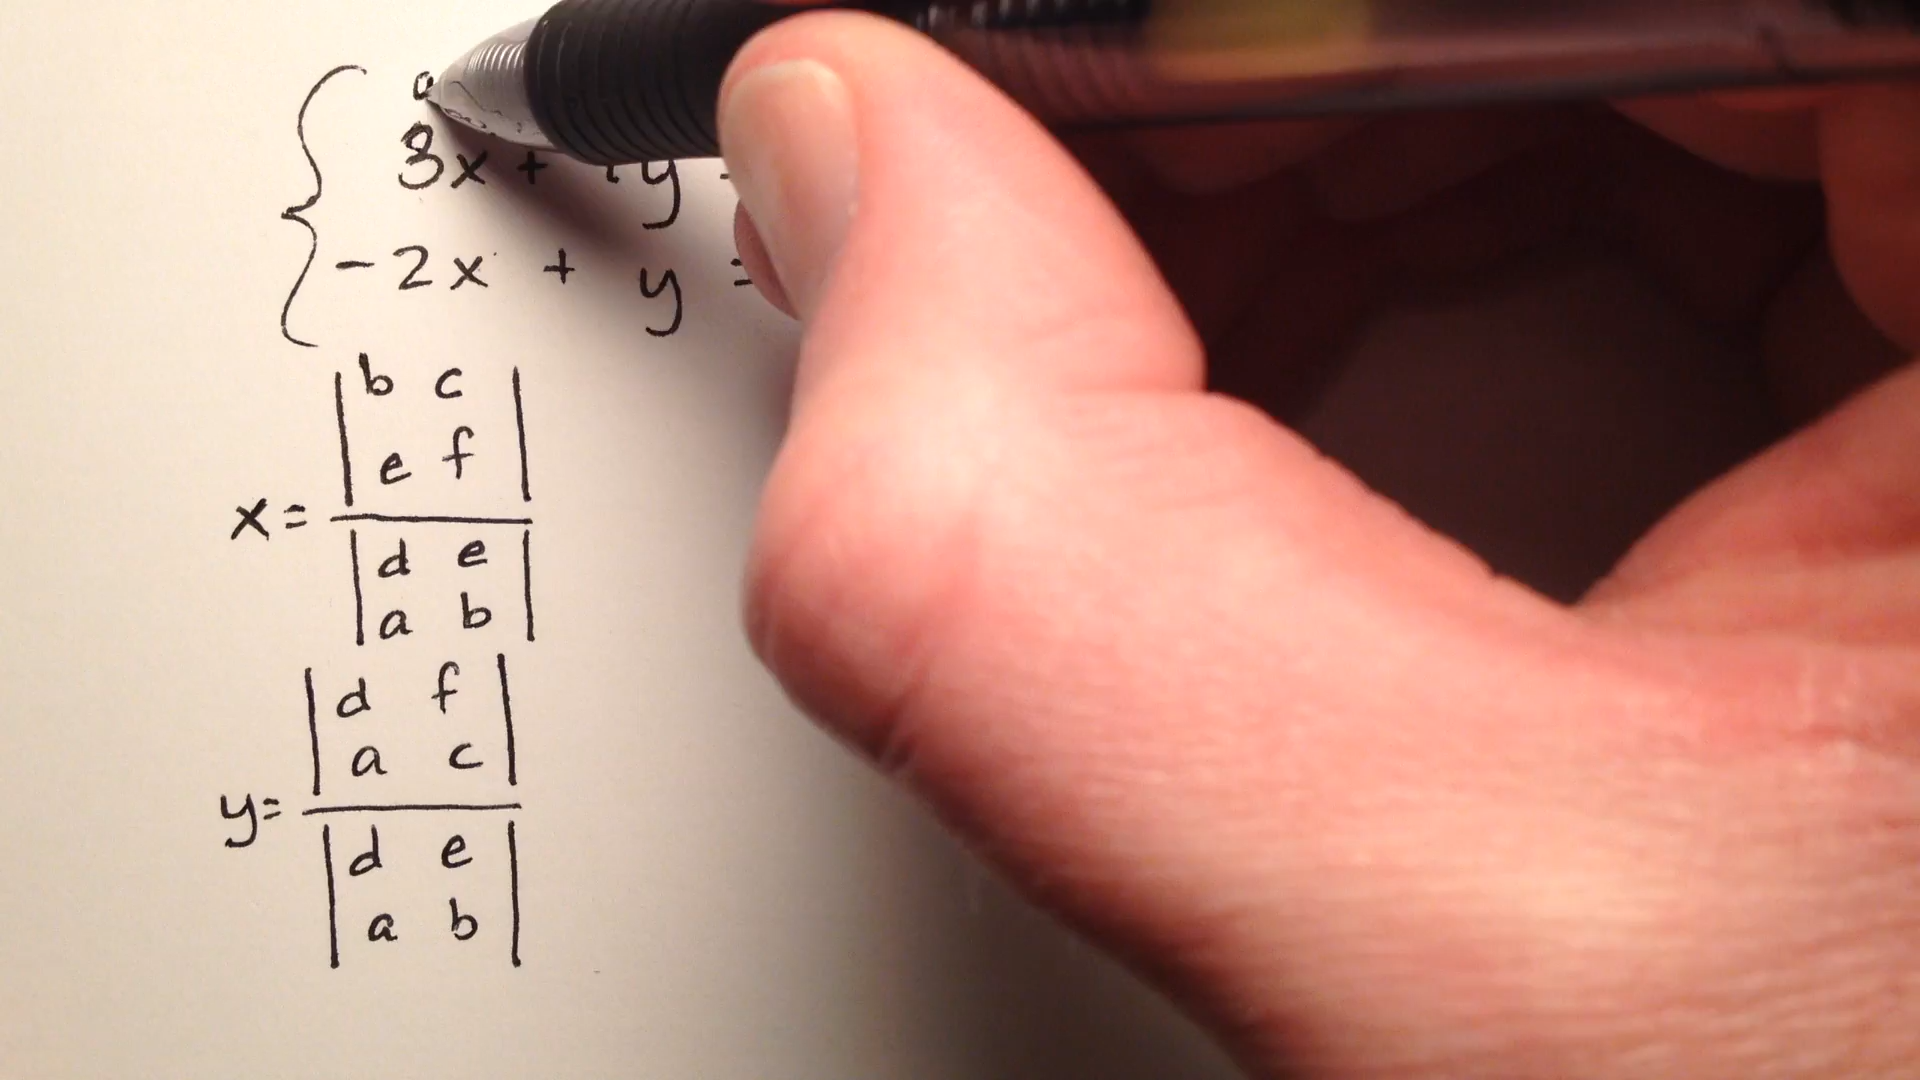 a
3x + y
-2x + y =
b c
e f
x=
d e
a b
d f
a c
y=
d e
a b